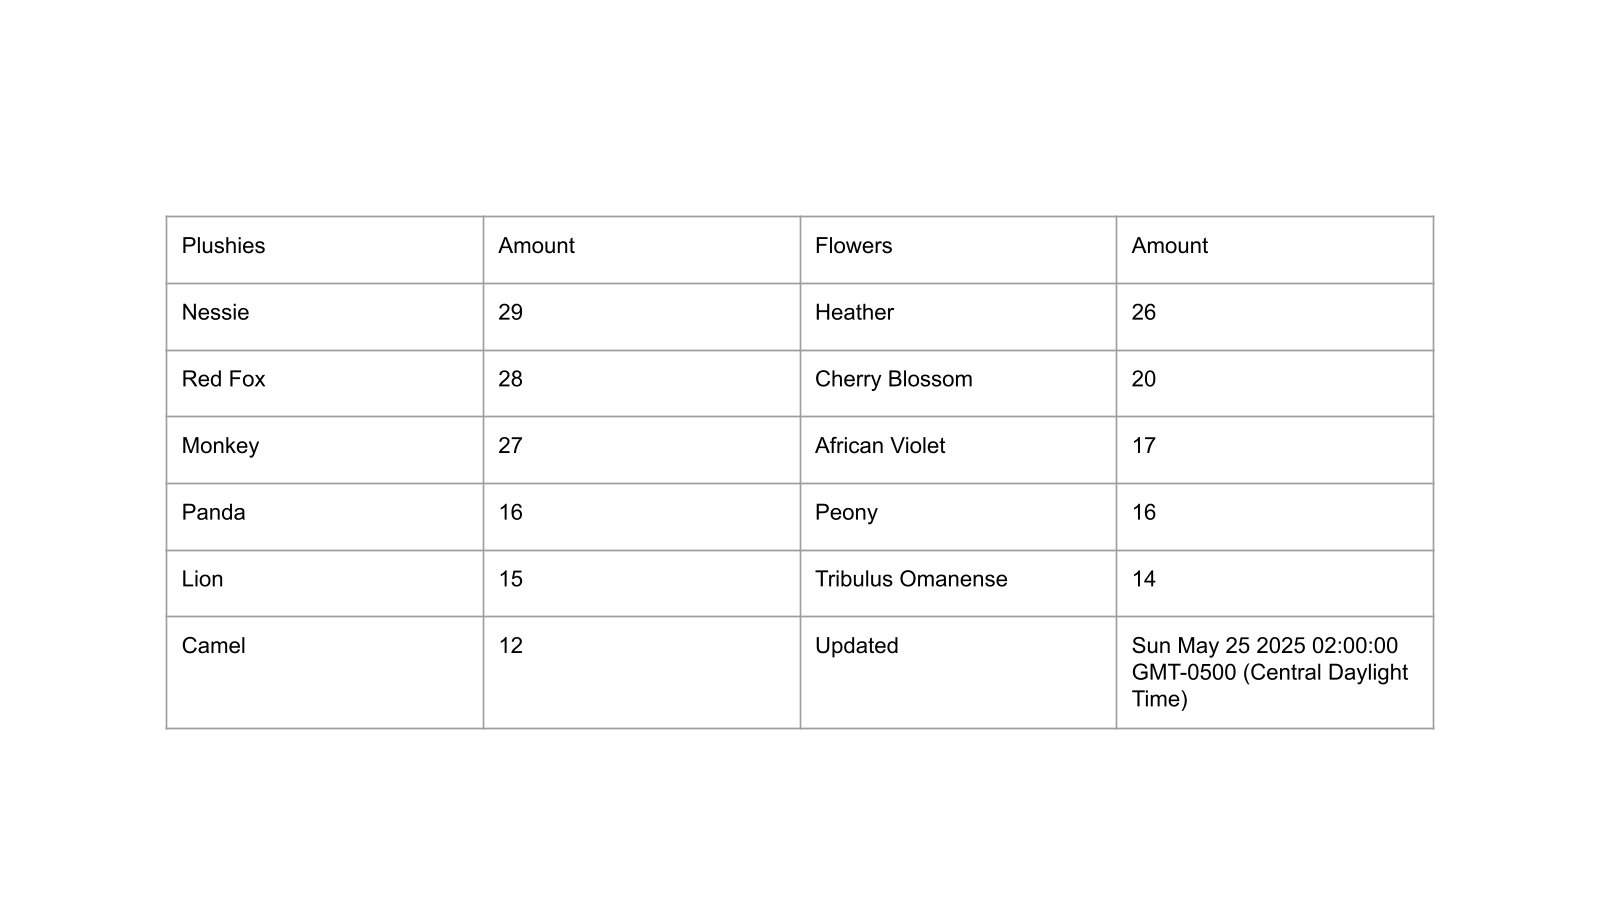 Plushies Amount Flowers Amount
Nessie 29 Heather 26
Red Fox 28 Cherry Blossom 20
Monkey 27 African Violet 17
Panda 16 Peony 16
Lion 15 Tribulus Omanense 14
Camel 12 Updated Sun May 25 2025 02:00:00
GMT-0500 (Central Daylight
Time)